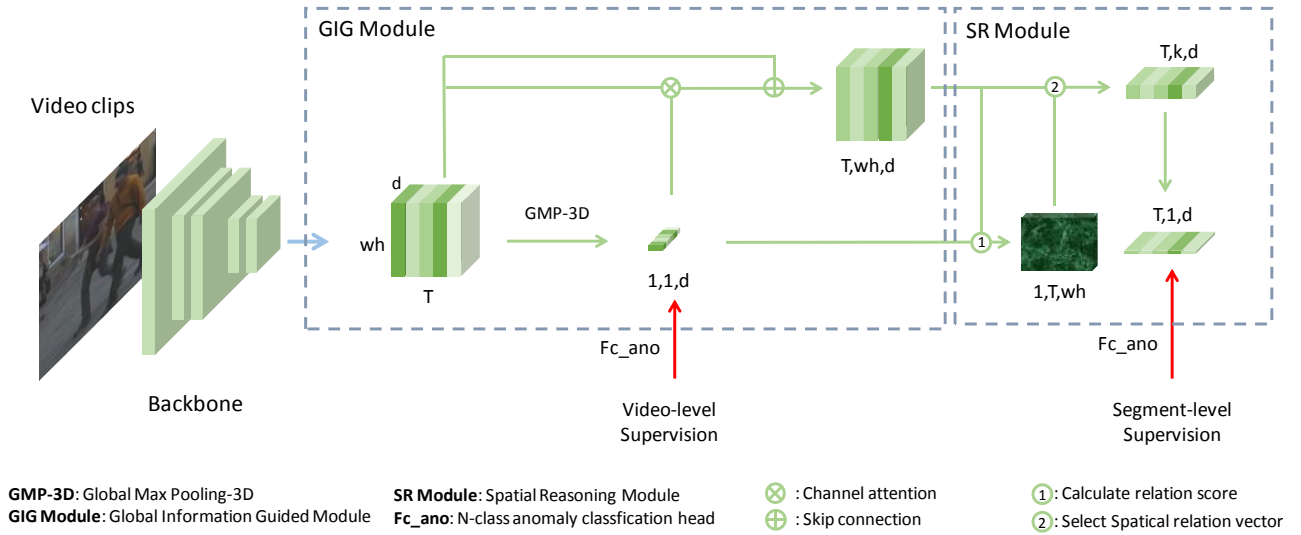 GIG Module
SR Module
T,k,d
Video clips
T,wh,d
d
GMP-3D
wh
T,1,d
1
2
T
1,1,d
1,T,wh
Fc_ano
Fc_ano
Backbone
Video-level
Supervision
Segment-level
Supervision
GMP-3D: Global Max Pooling-3D
GIG Module: Global Information Guided Module
SR Module: Spatial Reasoning Module
Fc_ano: N-class anomaly classfication head
: Channel attention
: Skip connection
1 : Calculate relation score
2 : Select Spatical relation vector